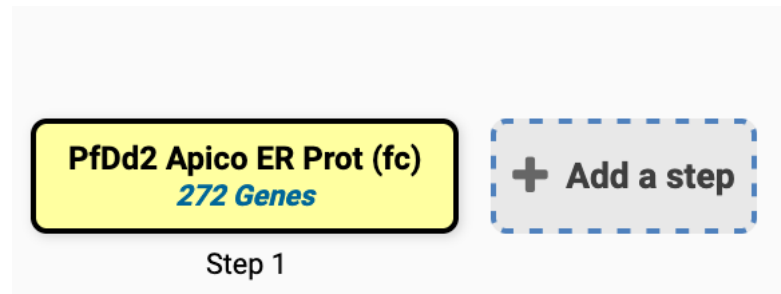 PfDd2 Apico ER Prot (fc)
272 Genes
Add a step
Step 1